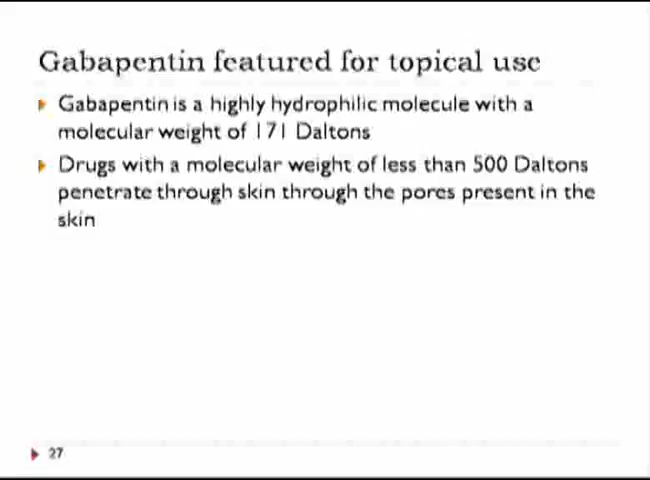 Gabapentin featured for topical use
Gabapentin is a highly hydrophilic molecule with a
molecular weight of 171 Daltons
Drugs with a molecular weight of less than 500 Daltons
penetrate through skin through the pores present in the
skin
27